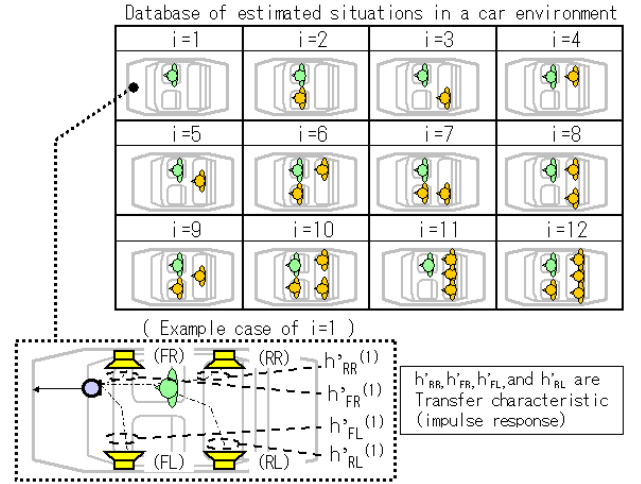 Database of estimated situations in a car environment
i=1 i=2 i=3 i=4
i=5 i=6 i=7 i=8
i=9 i=10 i=11 i=12
( Example case of i=1 )
(FR) (RR)
h'RR(1)
h'FR(1)
h'FL(1)
h'RL(1)
(FL) (RL)
h'RR, h'FR, h'FL, and h'RL are
Transfer characteristic
(impulse response)